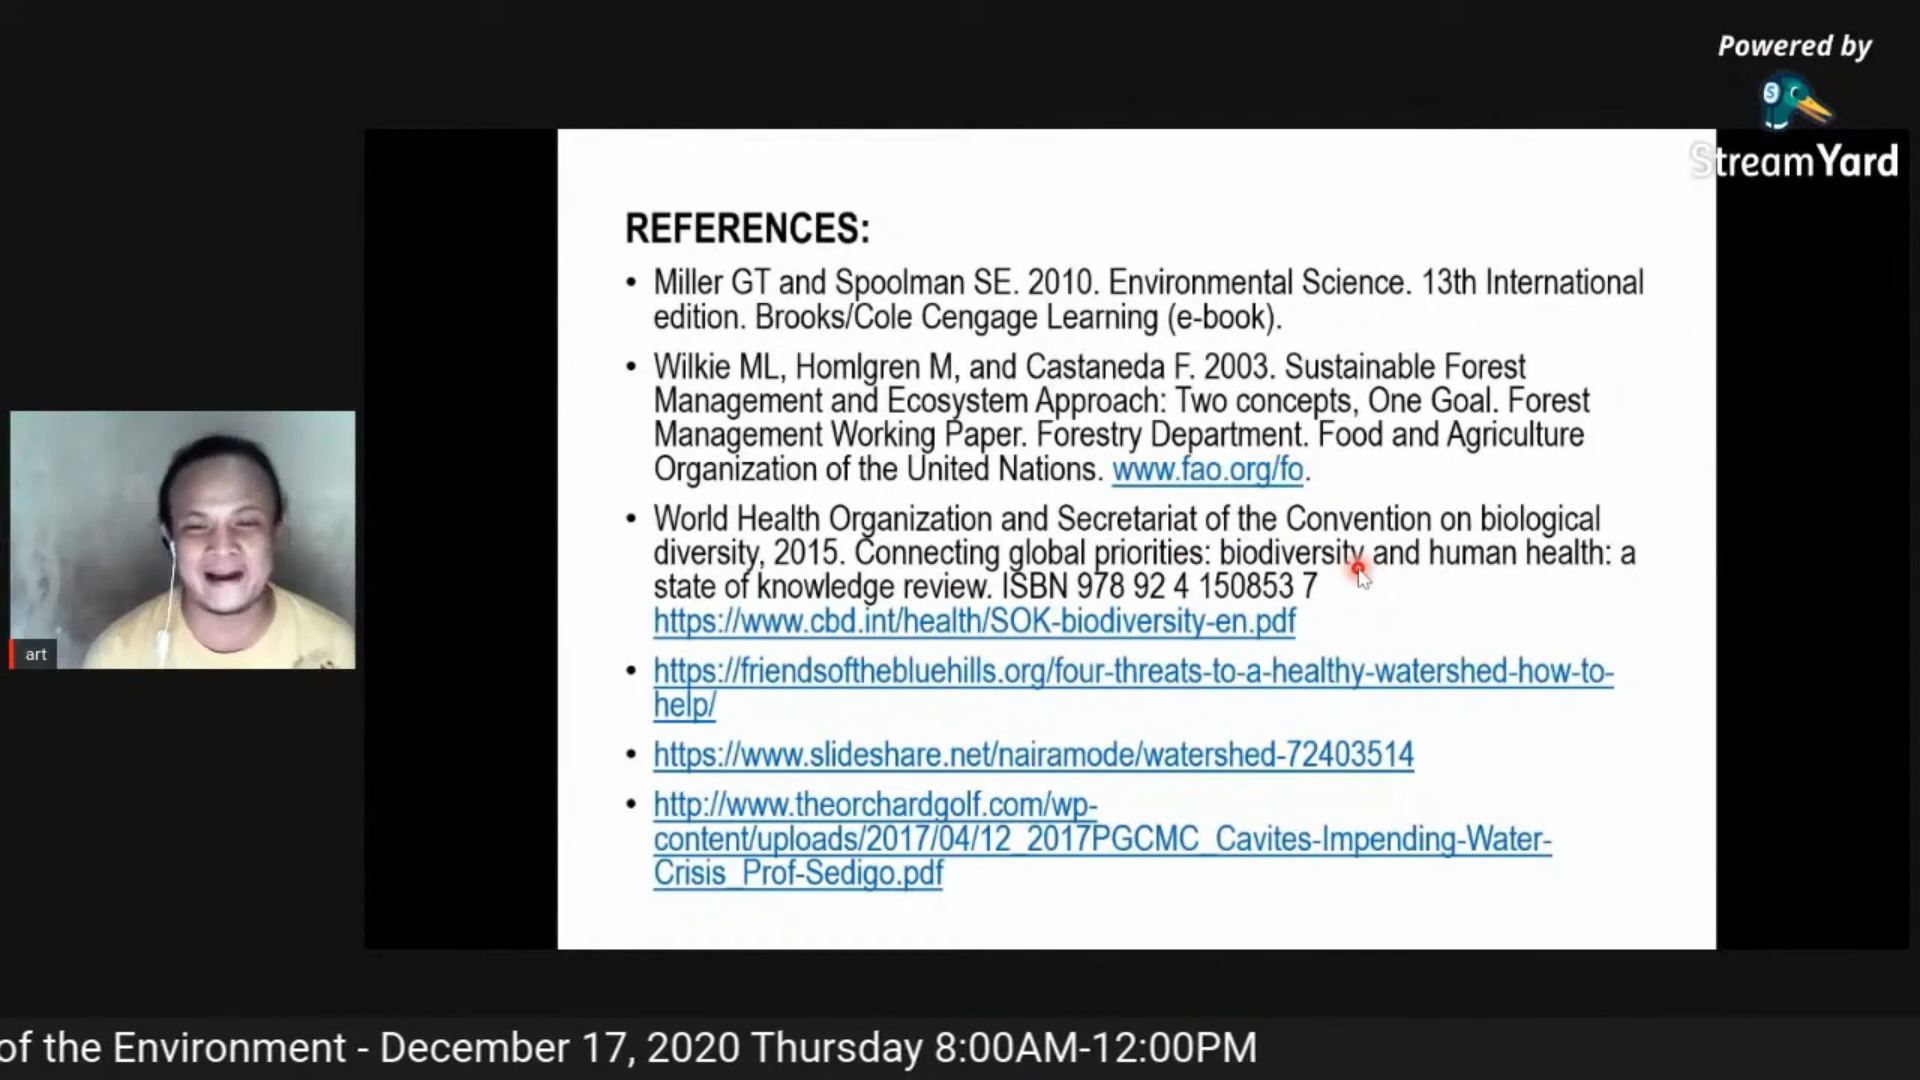 Powered by
StreamYard
REFERENCES:
• Miller GT and Spoolman SE. 2010. Environmental Science. 13th International
edition. Brooks/Cole Cengage Learning (e-book).
• Wilkie ML, Homlgren M, and Castaneda F. 2003. Sustainable Forest
Management and Ecosystem Approach: Two concepts, One Goal. Forest
Management Working Paper. Forestry Department. Food and Agriculture
Organization of the United Nations. www.fao.org/fo.
• World Health Organization and Secretariat of the Convention on biological
diversity, 2015. Connecting global priorities: biodiversity and human health: a
state of knowledge review. ISBN 978 92 4 150853 7
https://www.cbd.int/health/SOK-biodiversity-en.pdf
• https://friendsofthebluehills.org/four-threats-to-a-healthy-watershed-how-to-
help/
• https://www.slideshare.net/nairamode/watershed-72403514
• http://www.theorchardgolf.com/wp-
content/uploads/2017/04/12_2017PGCMC_Cavites-Impending-Water-
Crisis_Prof-Sedigo.pdf
art
of the Environment - December 17, 2020 Thursday 8:00AM-12:00PM